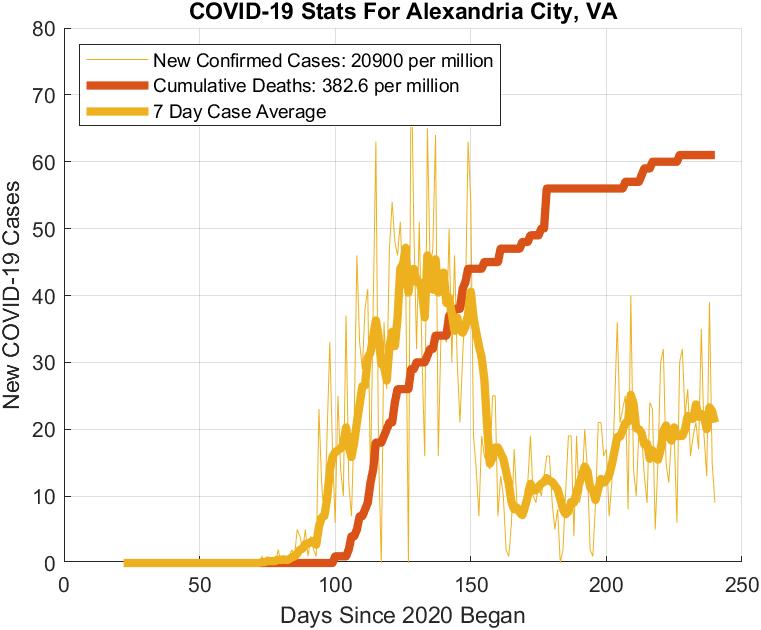 COVID-19 Stats For Alexandria City, VA
New Confirmed Cases: 20900 per million
Cumulative Deaths: 382.6 per million
7 Day Case Average
New COVID-19 Cases
80
70
60
50
40
30
20
10
0
0 50 100 150 200 250
Days Since 2020 Began